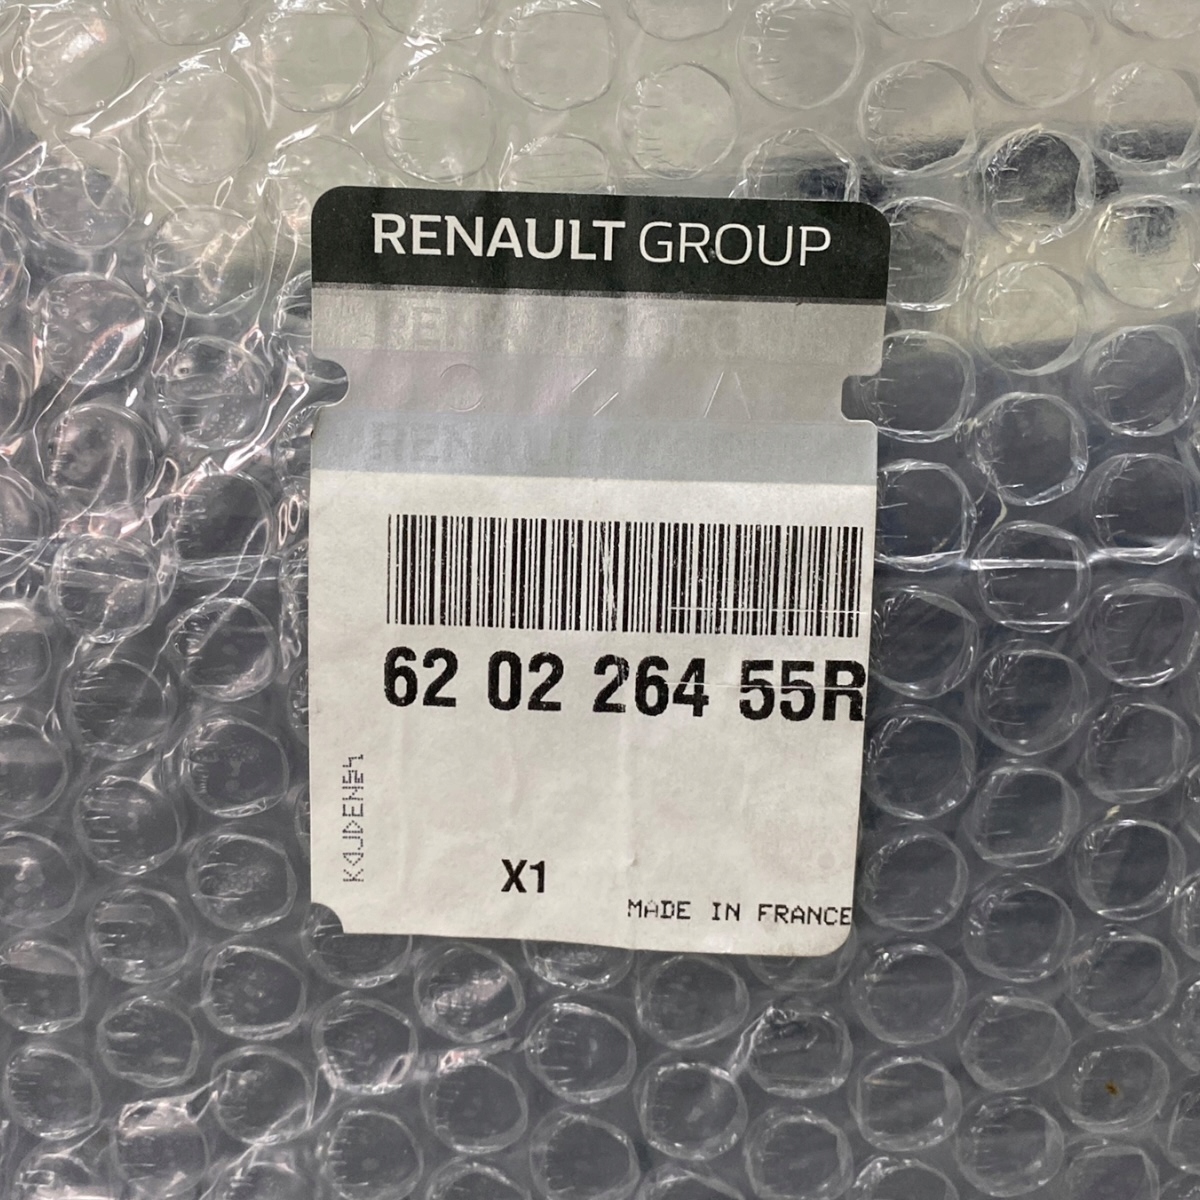 RENAULT GROUP
62 02 264 55R
X1
MADE IN FRANCE